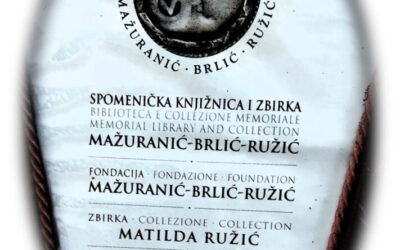 MAŽURANIĆ · BRLIĆ · RUŽIĆ
SPOMENIČKA KNJIŽNICA I ZBIRKA
BIBLIOTECA E COLLEZIONE MEMORIALE
MEMORIAL LIBRARY AND COLLECTION
MAŽURANIĆ-BRLIĆ-RUŽIĆ
FONDACIJA · FONDAZIONE · FOUNDATION
MAŽURANIĆ-BRLIĆ-RUŽIĆ
ZBIRKA · COLLEZIONE · COLLECTION
MATILDA RUŽIĆ